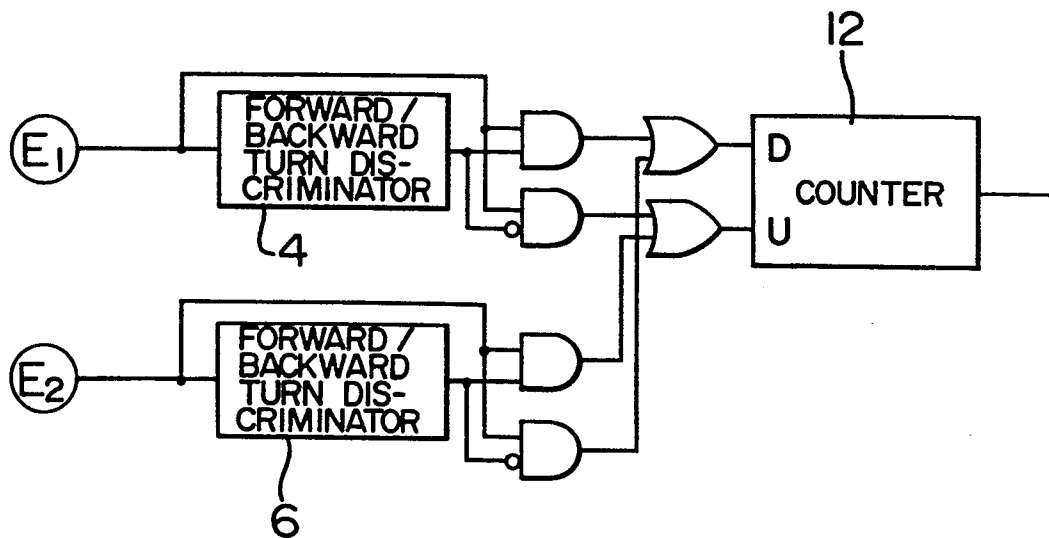 12
E1
FORWARD /
BACKWARD
TURN DIS-
CRIMINATOR
4
D
COUNTER
U
E2
FORWARD /
BACKWARD
TURN DIS-
CRIMINATOR
6